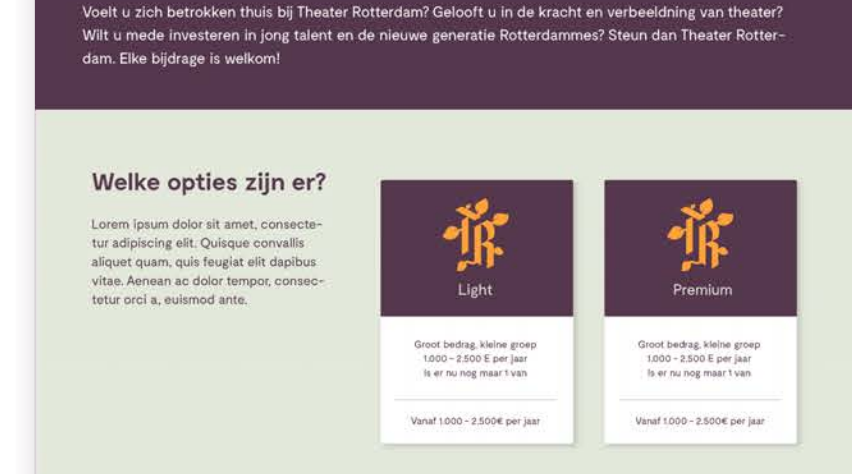 Voelt u zich betrokken thuis bij Theater Rotterdam? Gelooft u in de kracht en verbeelding van theater?
Wilt u mede investeren in jong talent en de nieuwe generatie Rotterdammes? Steun dan Theater Rotter-
dam. Elke bijdrage is welkom!
Welke opties zijn er?
Lorem ipsum dolor sit amet, consecte-
tur adipiscing elit. Quisque convallis
aliquet quam, quis feugiat elit dapibus
vitae. Aenean ac dolor tempor, consec-
tetur orci a, euismod ante.
TR
Light
Groot bedrag, kleine groep
1.000 - 2.500 E per jaar
Is er nu nog maar 1 van
Vanaf 1.000 - 2.500€ per jaar
TR
Premium
Groot bedrag, kleine groep
1.000 - 2.500 E per jaar
Is er nu nog maar 1 van
Vanaf 1.000 - 2.500€ per jaar